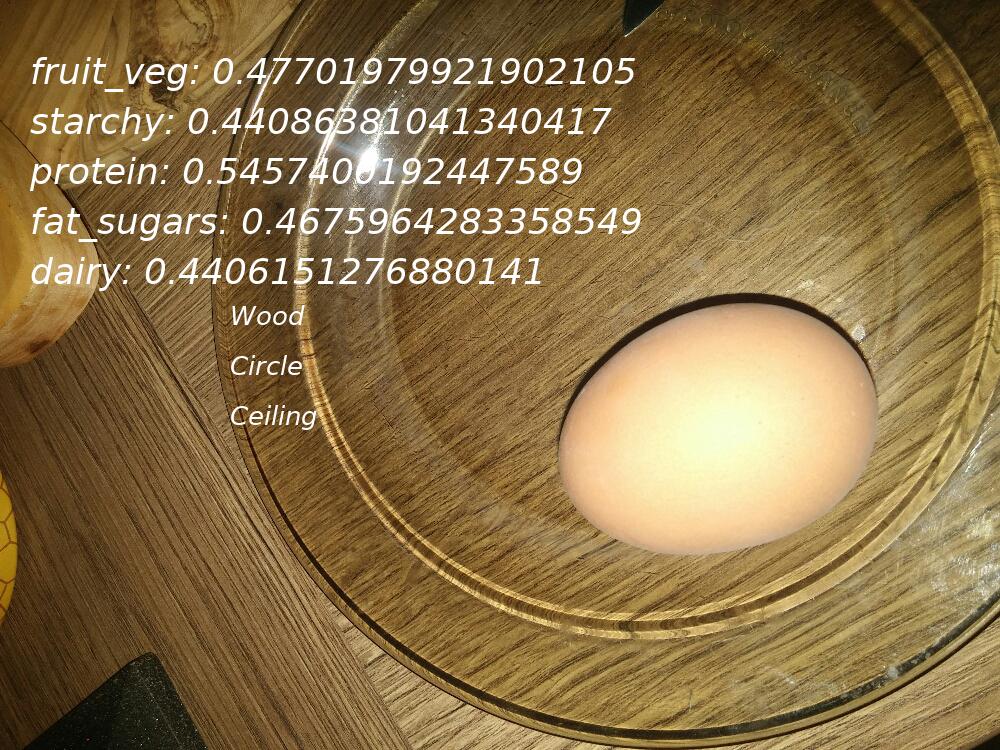 fruit_veg: 0.47701979921902105
starchy: 0.44086381041340417
protein: 0.5457400192447589
fat_sugars: 0.4675964283358549
dairy: 0.4406151276880141
Wood
Circle
Ceiling